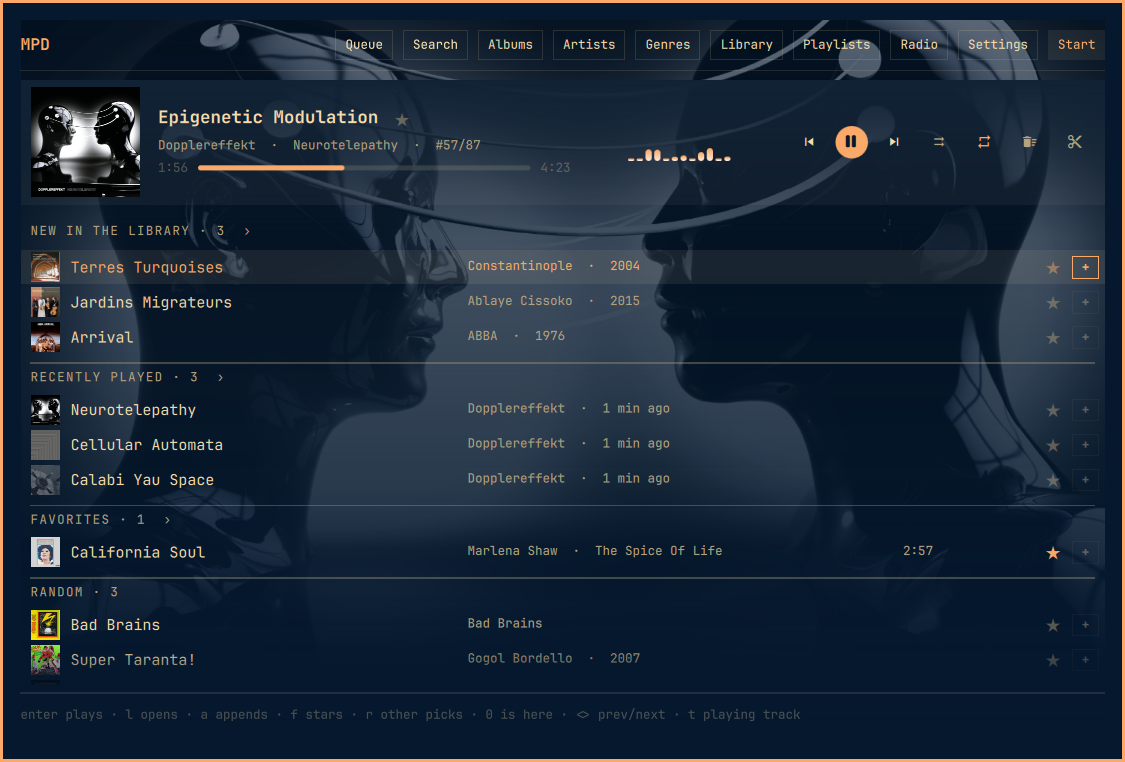 MPD Queue Search Albums Artists Genres Library Playlists Radio Settings Start
Epigenetic Modulation ★
Dopplereffekt · Neurotelepathy · #57/87
1:56 4:23
NEW IN THE LIBRARY · 3 ›
Terres Turquoises Constantinople · 2004 ★ +
Jardins Migrateurs Ablaye Cissoko · 2015 ★ +
Arrival ABBA · 1976 ★ +
RECENTLY PLAYED · 3 ›
Neurotelepathy Dopplereffekt · 1 min ago ★ +
Cellular Automata Dopplereffekt · 1 min ago ★ +
Calabi Yau Space Dopplereffekt · 1 min ago ★ +
FAVORITES · 1 ›
California Soul Marlena Shaw · The Spice Of Life 2:57 ★ +
RANDOM · 3
Bad Brains Bad Brains ★ +
Super Taranta! Gogol Bordello · 2007 ★ +
enter plays · l opens · a appends · f stars · r other picks · 0 is here · <> prev/next · t playing track